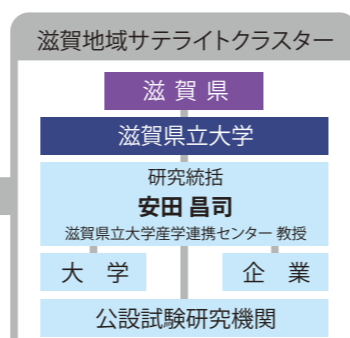 滋賀地域サテライトクラスター
滋賀県
滋賀県立大学
研究統括
安田 昌司
滋賀県立大学産学連携センター 教授
大 学
企 業
公設試験研究機関